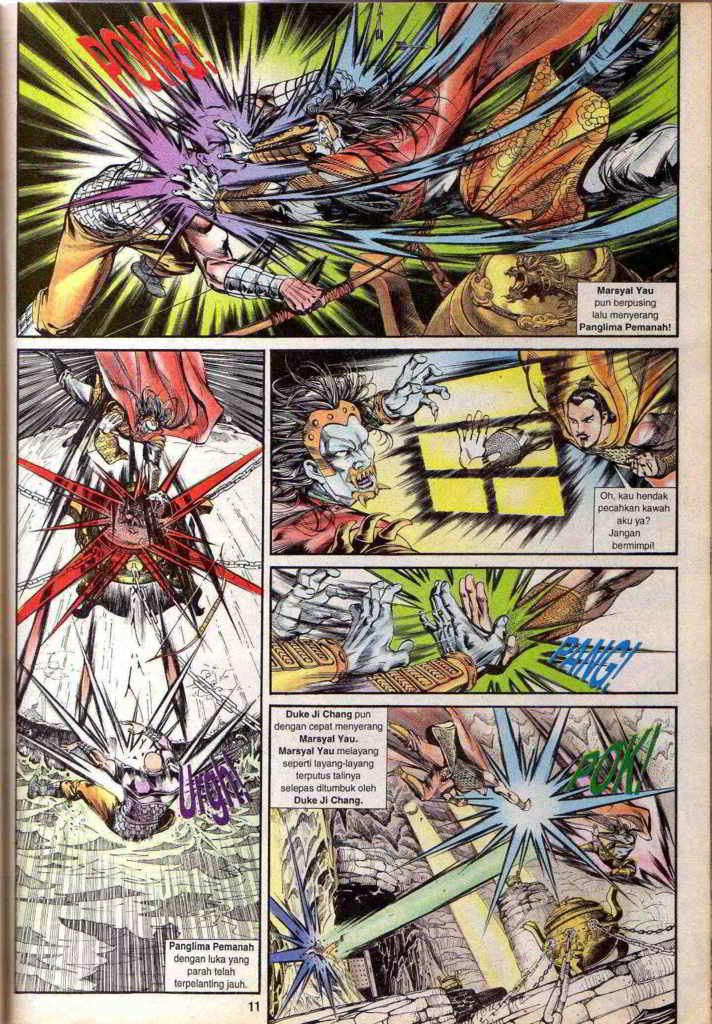 PONG!
Marsyal Yau
pun berpusing
lalu menyerang
Panglima Pemanah!
Oh, kau hendak
pecahkan kawah
aku ya?
Jangan
bermimpi!
PANG!
Urgh!
Duke Ji Chang pun
dengan cepat menyerang
Marsyal Yau.
Marsyal Yau melayang
seperti layang-layang
terputus talinya
selepas ditumbuk oleh
Duke Ji Chang.
POK!
Panglima Pemanah
dengan luka yang
parah telah
terpelanting jauh.
11